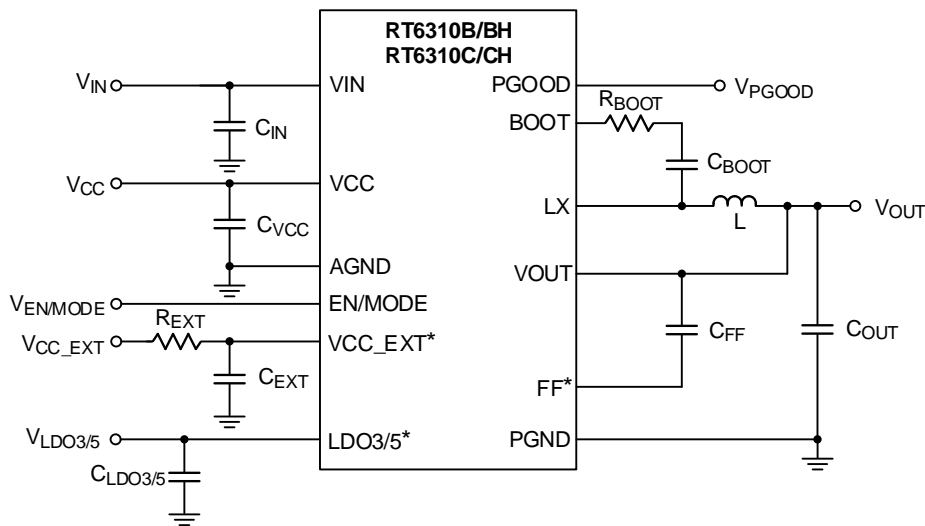 RT6310B/BH
RT6310C/CH
VIN
VIN
CIN
VCC
VCC
CVCC
AGND
VEN/MODE
EN/MODE
VCC_EXT
REXT
VCC_EXT*
CEXT
VLDO3/5
LDO3/5*
CLDO3/5
PGOOD
VPGOOD
BOOT
RBOOT
CBOOT
LX
L
VOUT
VOUT
CFF
COUT
FF*
PGND